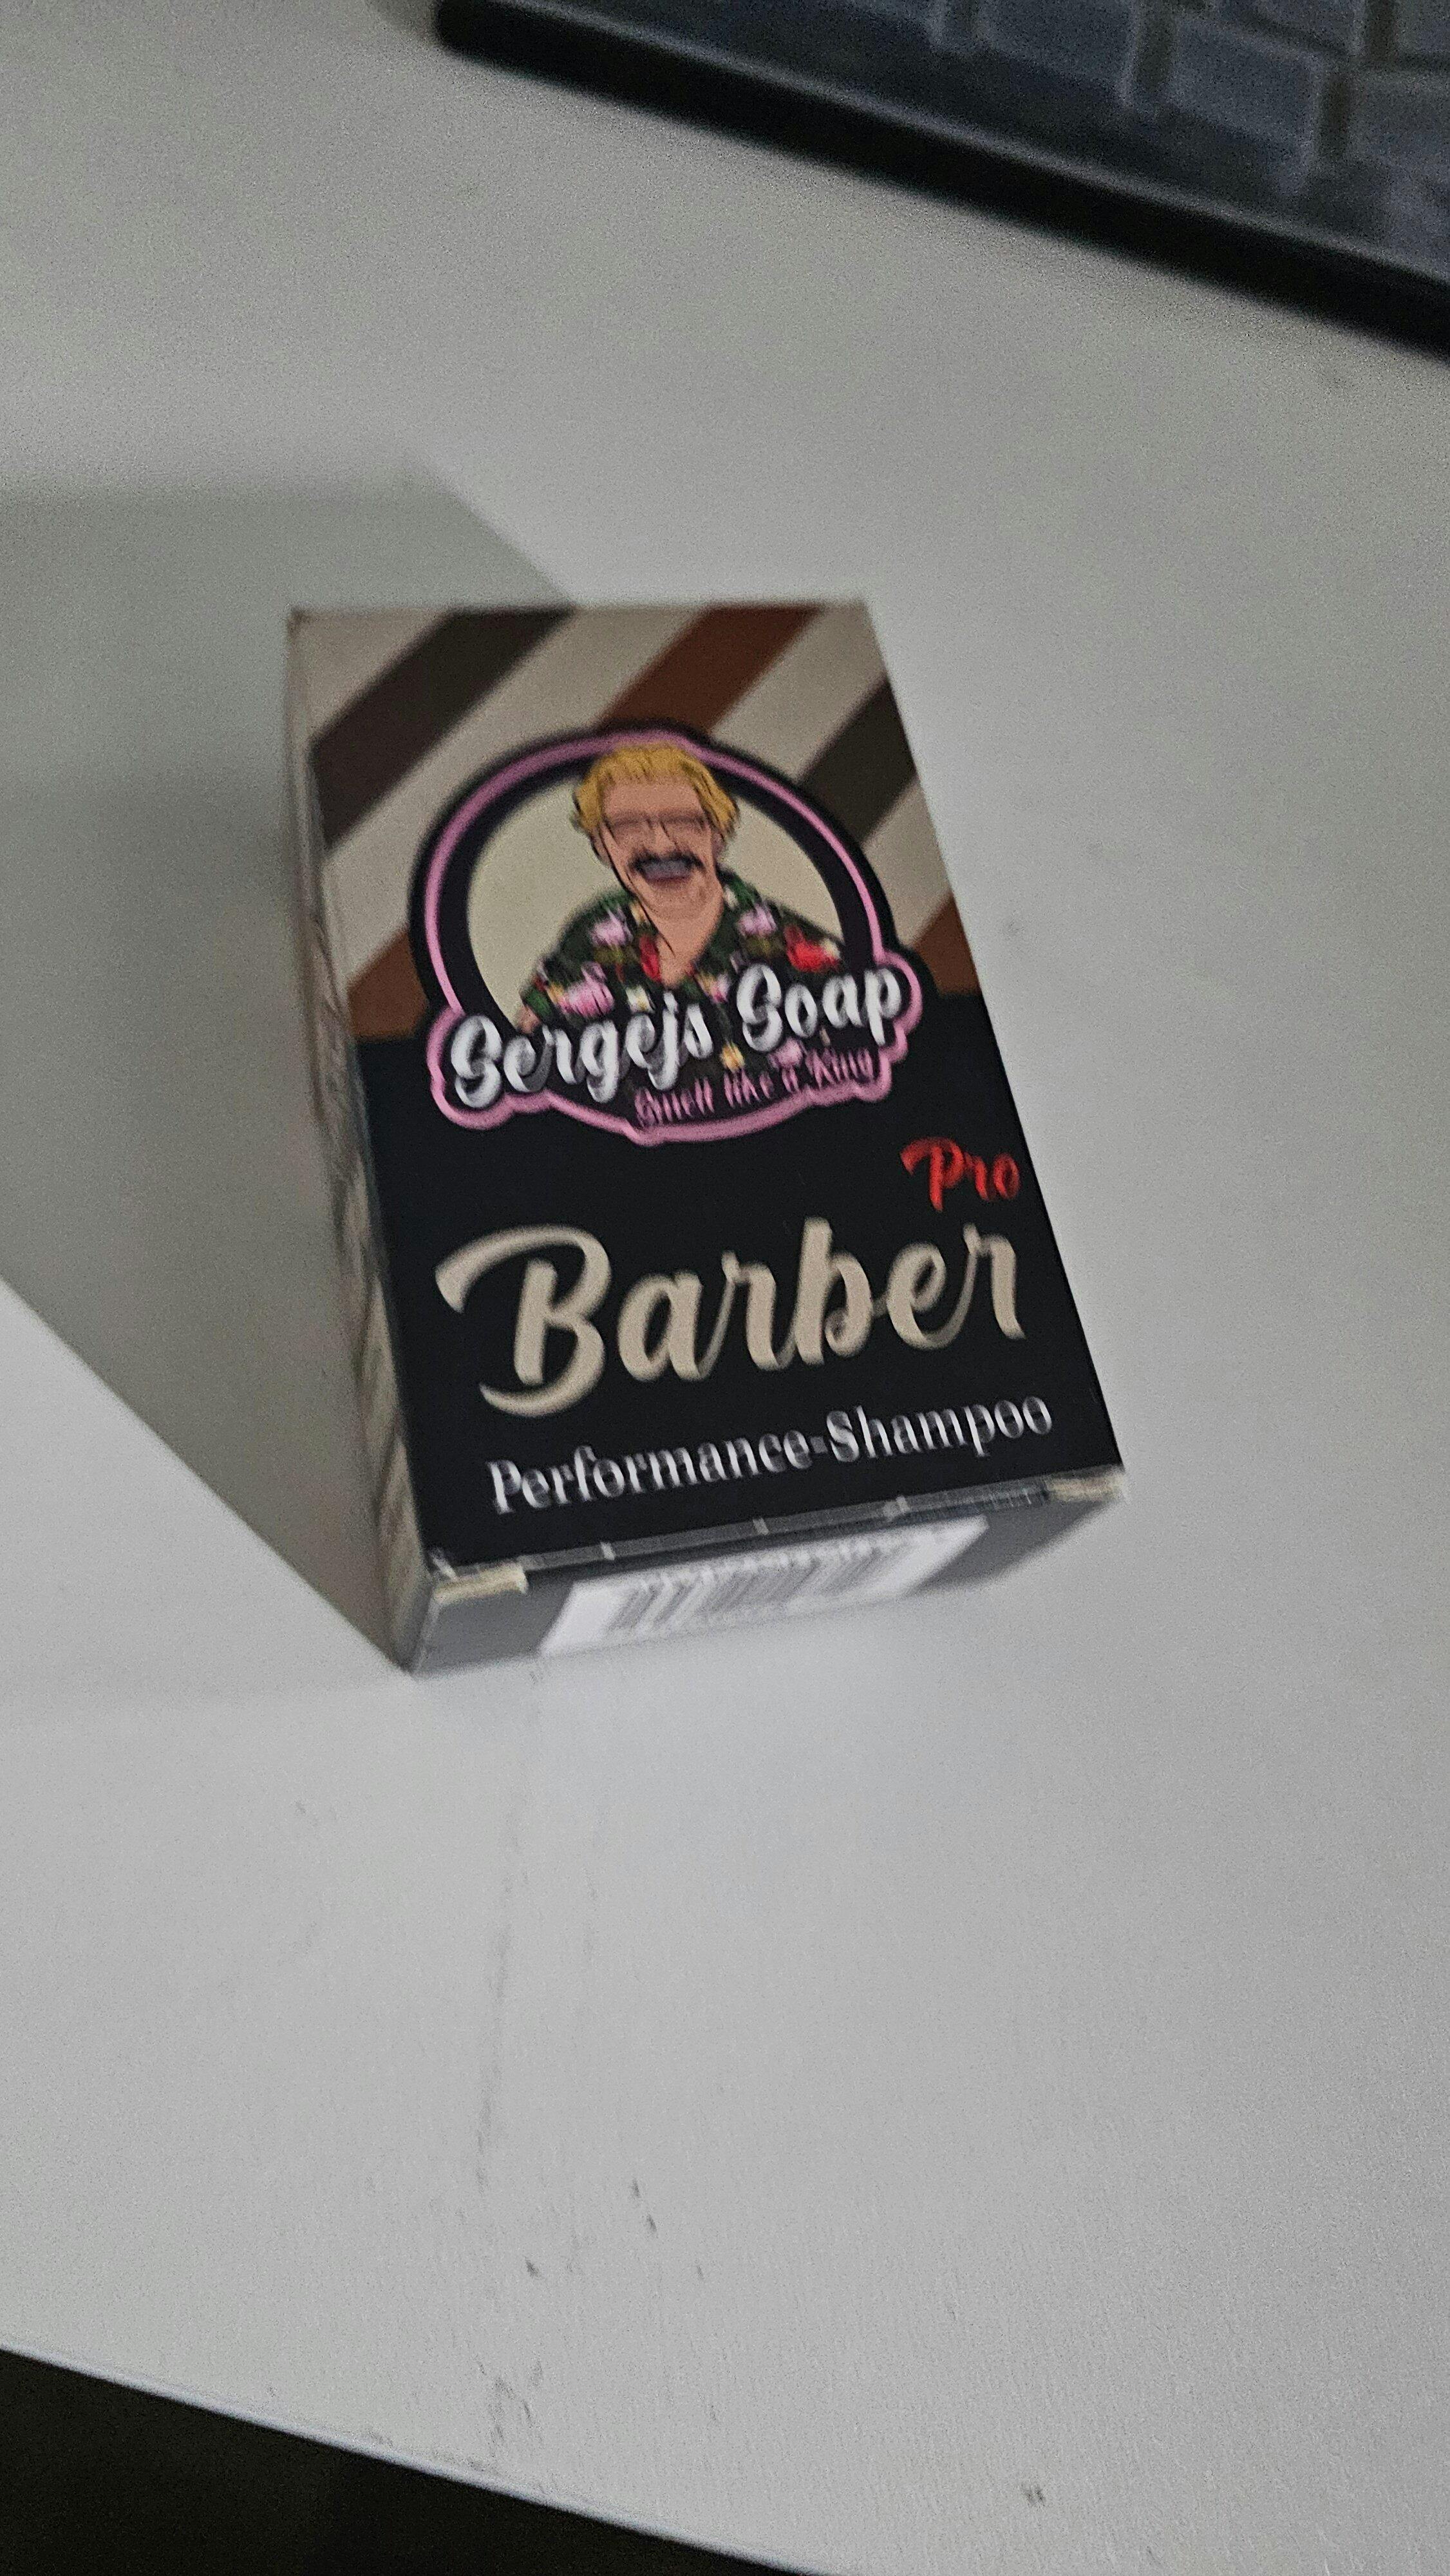 Sergejs Soap
Smell like a King
Pro
Barber
Performance-Shampoo